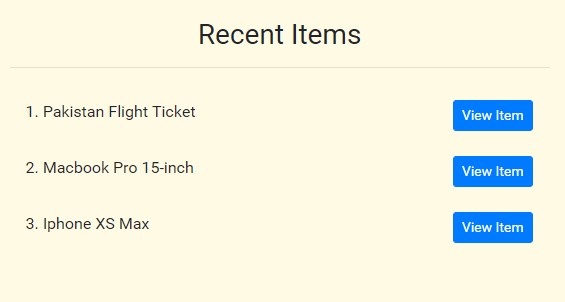 Recent Items
1. Pakistan Flight Ticket View Item
2. Macbook Pro 15-inch View Item
3. Iphone XS Max View Item